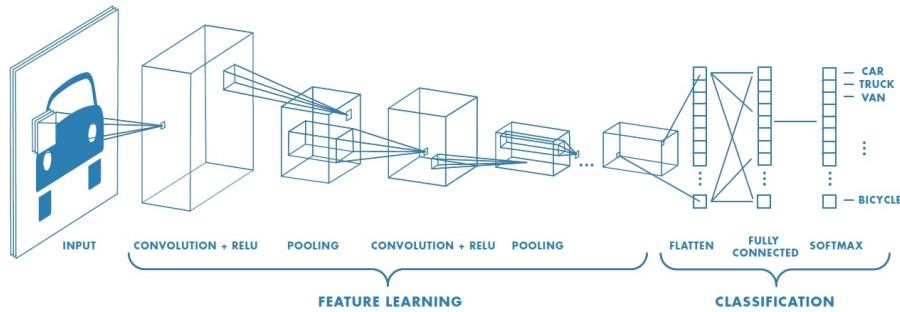 CAR
TRUCK
VAN
BICYCLE
INPUT
CONVOLUTION + RELU
POOLING
CONVOLUTION + RELU
POOLING
FLATTEN
FULLY
CONNECTED
SOFTMAX
FEATURE LEARNING
CLASSIFICATION